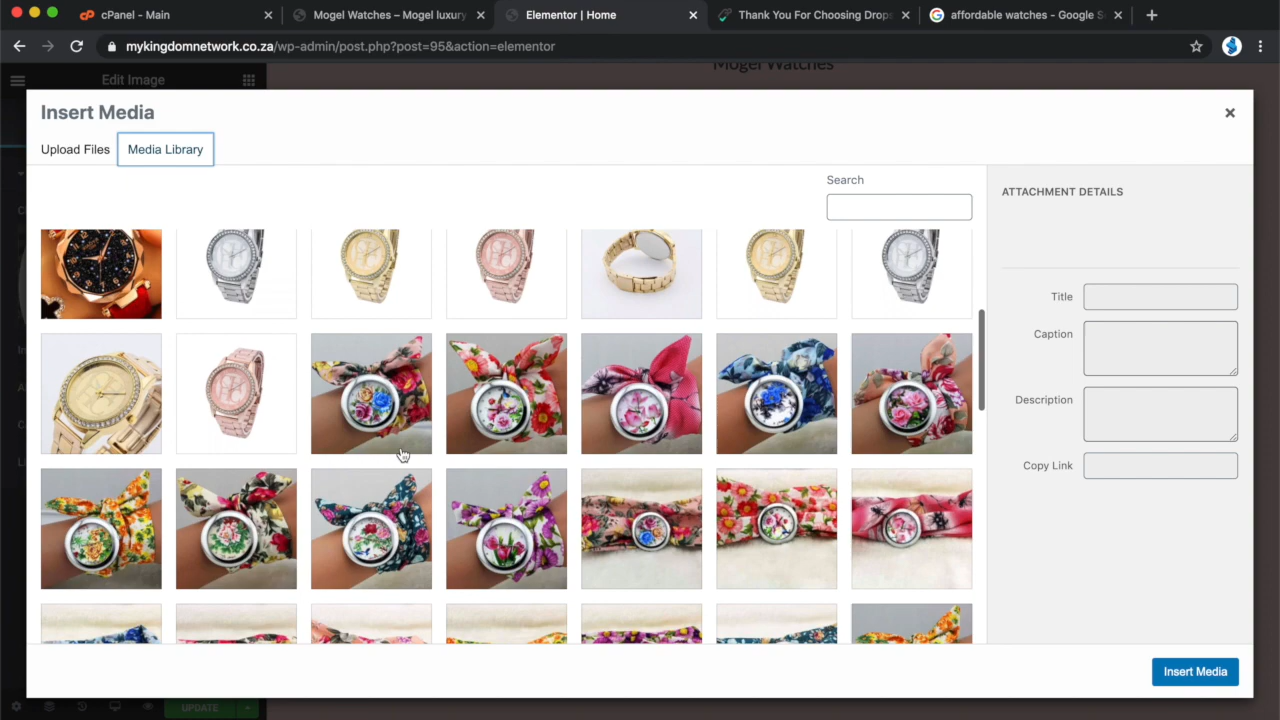 cPanel - Main
Mogel Watches – Mogel luxury
Elementor | Home
Thank You For Choosing Drops
affordable watches - Google S
mykingdomnetwork.co.za/wp-admin/post.php?post=95&action=elementor
Edit Image
Mogel Watches
Insert Media
Upload Files
Media Library
Search
ATTACHMENT DETAILS
Title
Caption
Description
Copy Link
Insert Media
UPDATE